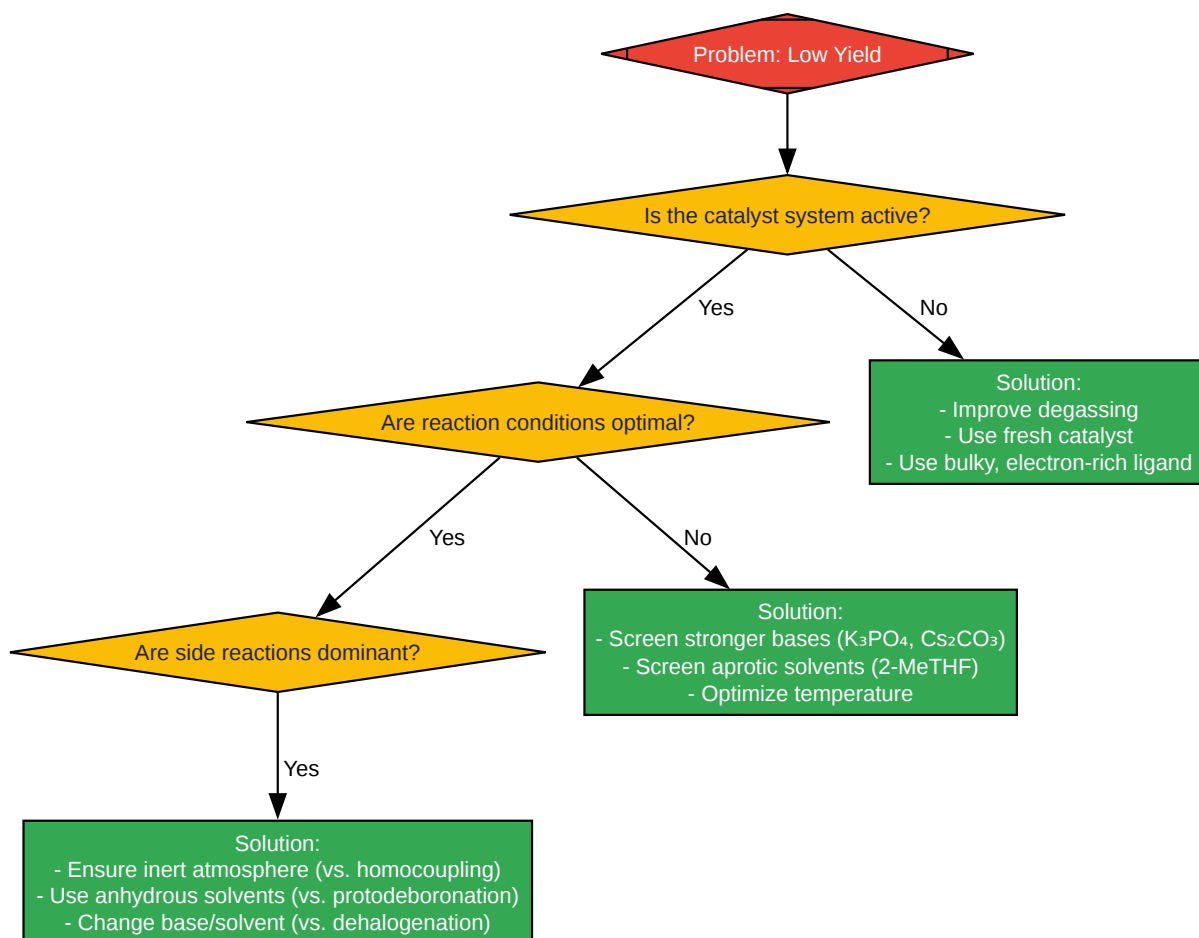 Problem: Low Yield
Is the catalyst system active?
Yes
No
Solution:
- Improve degassing
- Use fresh catalyst
- Use bulky, electron-rich ligand
Are reaction conditions optimal?
Yes
No
Solution:
- Screen stronger bases (K₃PO₄, Cs₂CO₃)
- Screen aprotic solvents (2-MeTHF)
- Optimize temperature
Are side reactions dominant?
Yes
Solution:
- Ensure inert atmosphere (vs. homocoupling)
- Use anhydrous solvents (vs. protodeboronation)
- Change base/solvent (vs. dehalogenation)